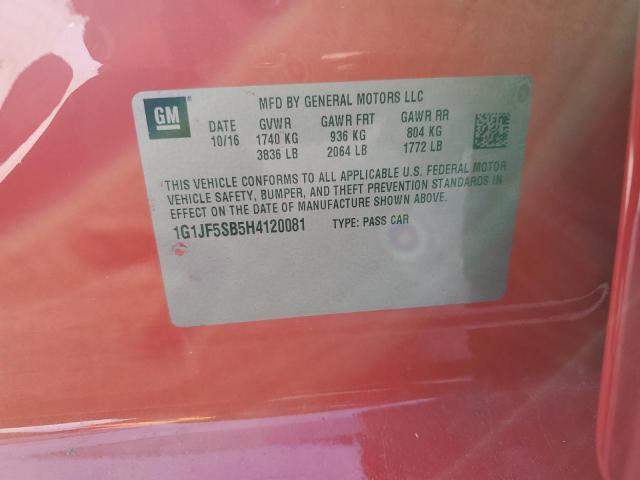 GM
MFD BY GENERAL MOTORS LLC
DATE GVWR GAWR FRT GAWR RR
10/16 1740 KG 936 KG 804 KG
3836 LB 2064 LB 1772 LB
THIS VEHICLE CONFORMS TO ALL APPLICABLE U.S. FEDERAL MOTOR
VEHICLE SAFETY, BUMPER, AND THEFT PREVENTION STANDARDS IN
EFFECT ON THE DATE OF MANUFACTURE SHOWN ABOVE.
1G1JF5SB5H4120081 TYPE: PASS CAR